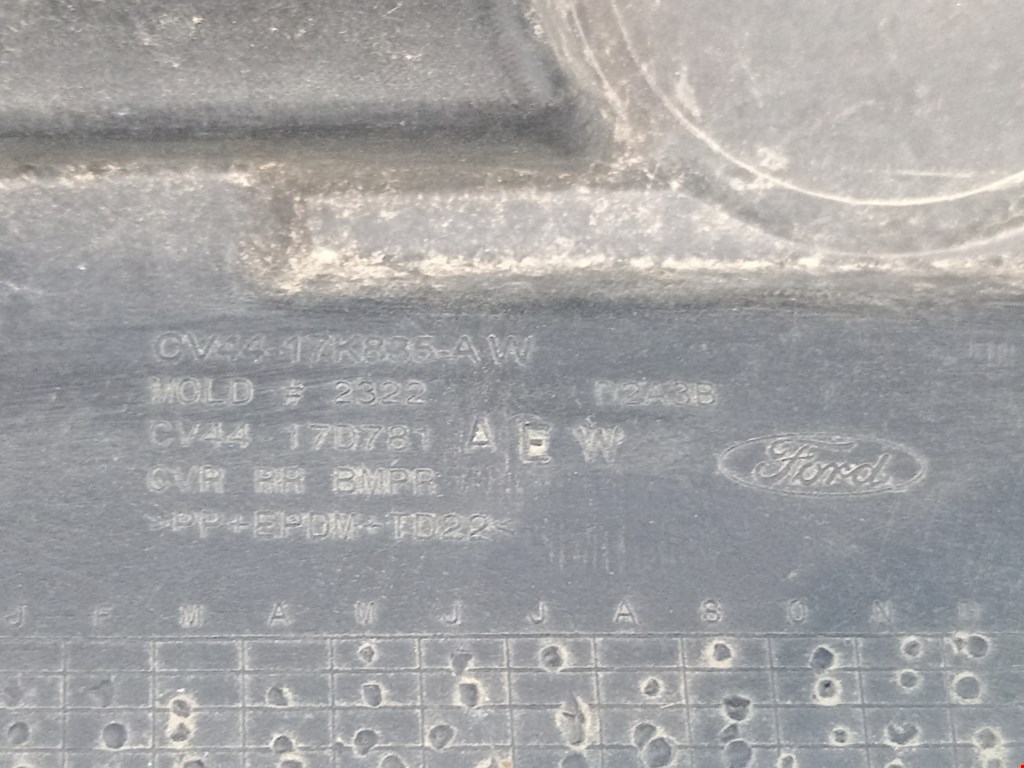 CV44-17K835-AW
MOLD # 2322 D2A3B
CV44 17D781 A E W
CVR RR BMPR
Ford
>PP+EPDM-TD22<
J F M A M J J A S O N D